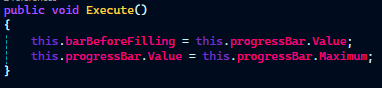 public void Execute()
{
this.barBeforeFilling = this.progressBar.Value;
this.progressBar.Value = this.progressBar.Maximum;
}